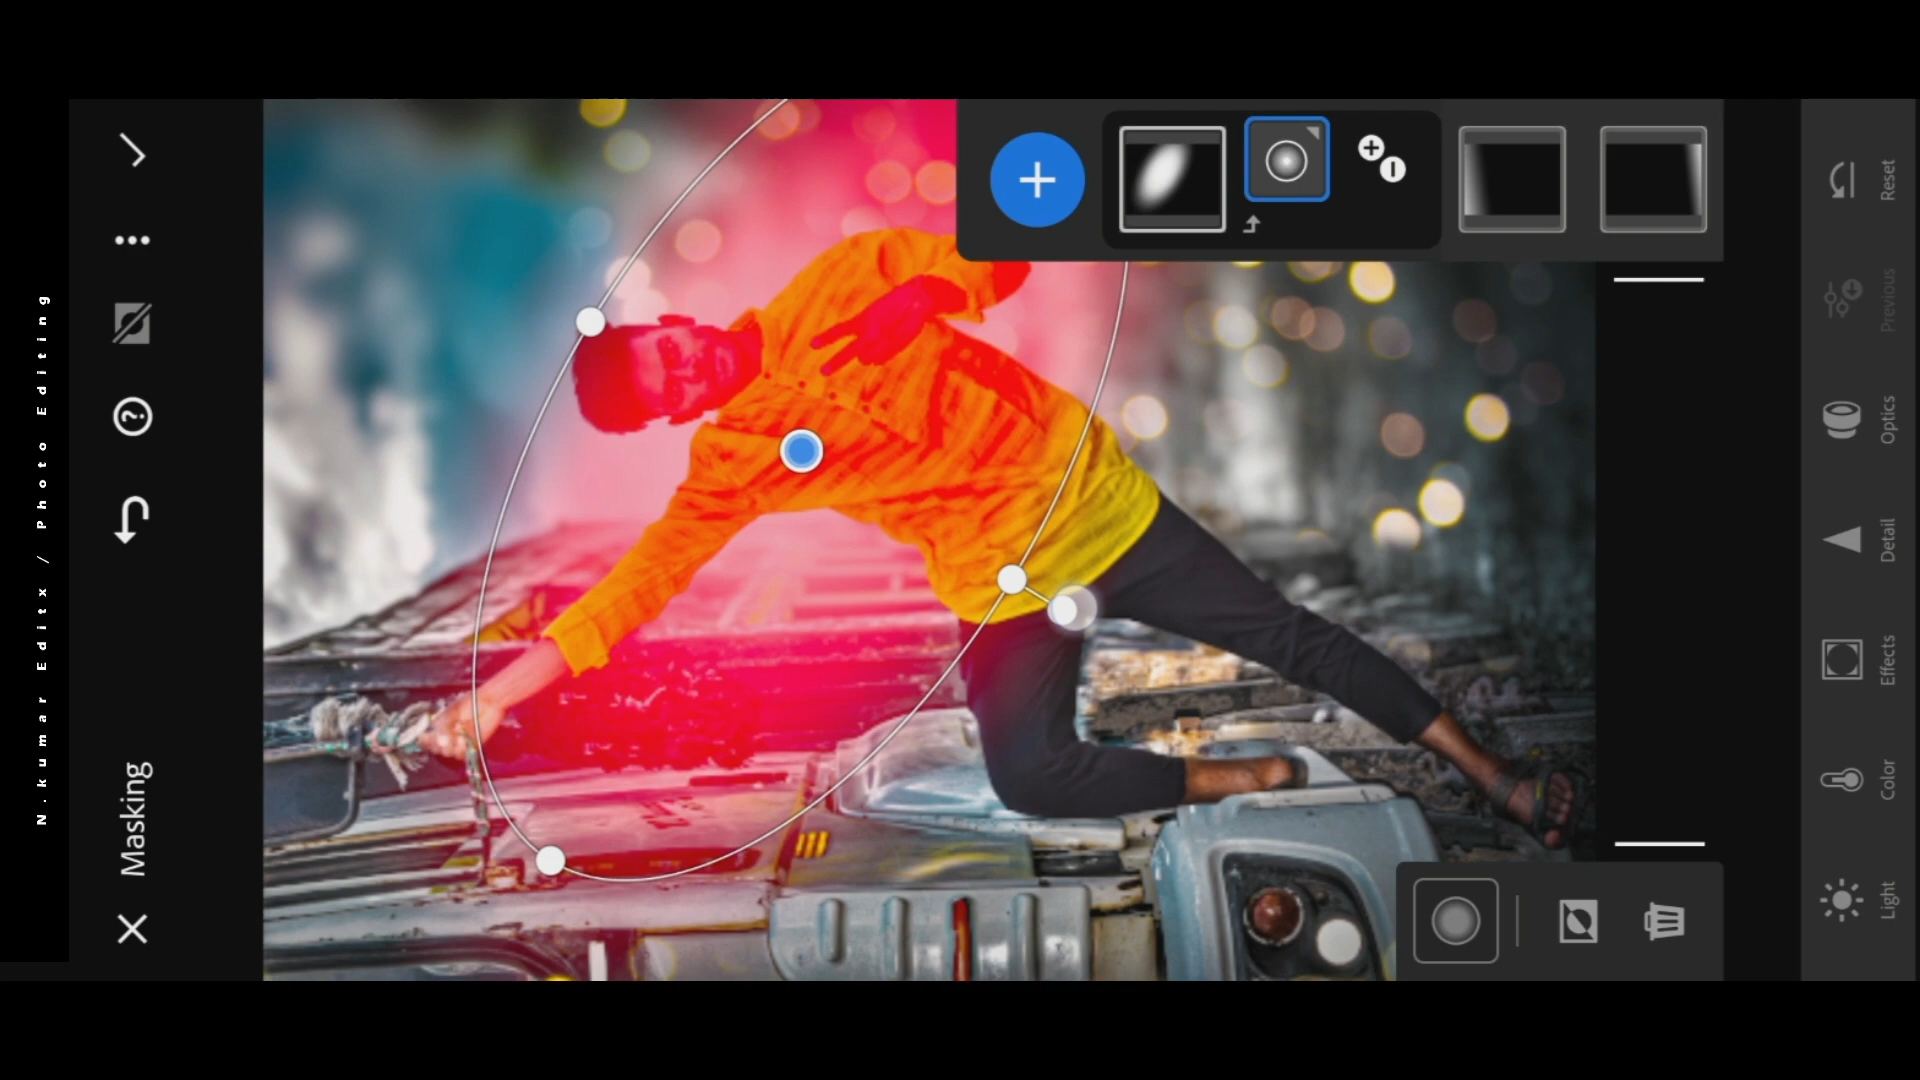 N.kumar Editx / Photo Editing
Masking
Light
Color
Effects
Detail
Optics
Previous
Reset